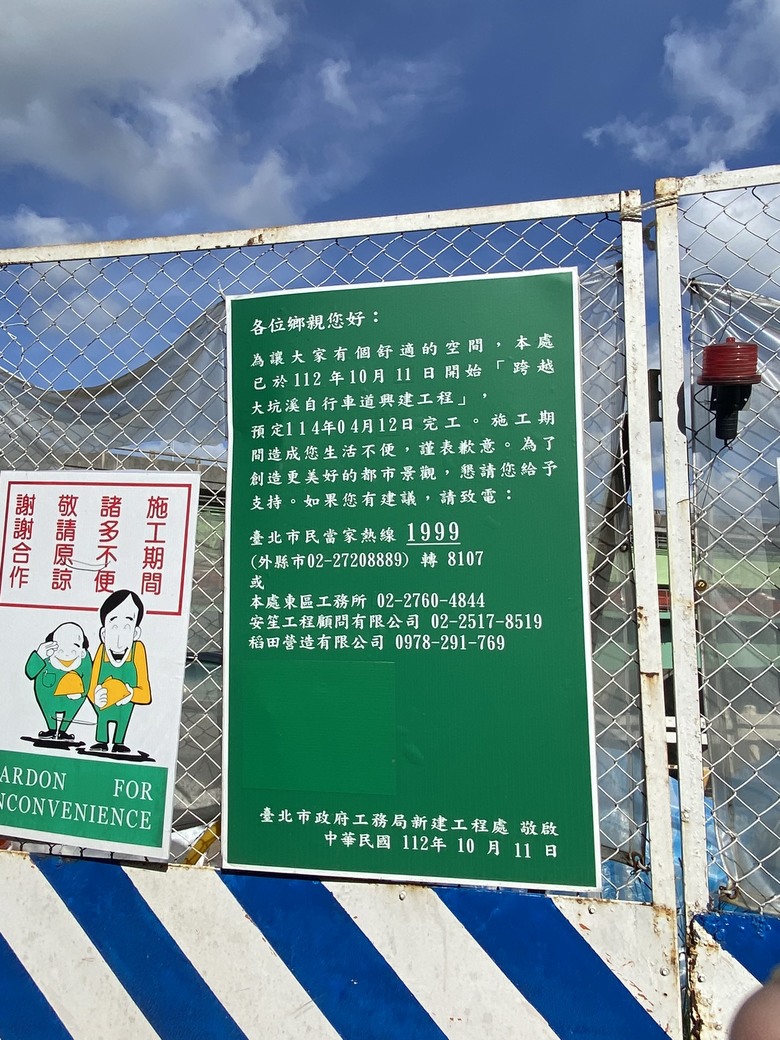 各位鄉親您好：
為讓大家有個舒適的空間，本處
已於112年10月11日開始「跨越
大坑溪自行車道興建工程」，
預定114年04月12日完工。施工期
間造成您生活不便，謹表歉意。為了
創造更美好的都市景觀，懇請您給予
支持。如果您有建議，請致電：
臺北市民當家熱線 1999
(外縣市02-27208889) 轉 8107
或
本處東區工務所 02-2760-4844
安笙工程顧問有限公司 02-2517-8519
稻田營造有限公司 0978-291-769
臺北市政府工務局新建工程處 敬啟
中華民國 112年 10 月 11 日
施工期間
諸多不便
敬請原諒
謝謝合作
ARDON FOR
NCONVENIENCE